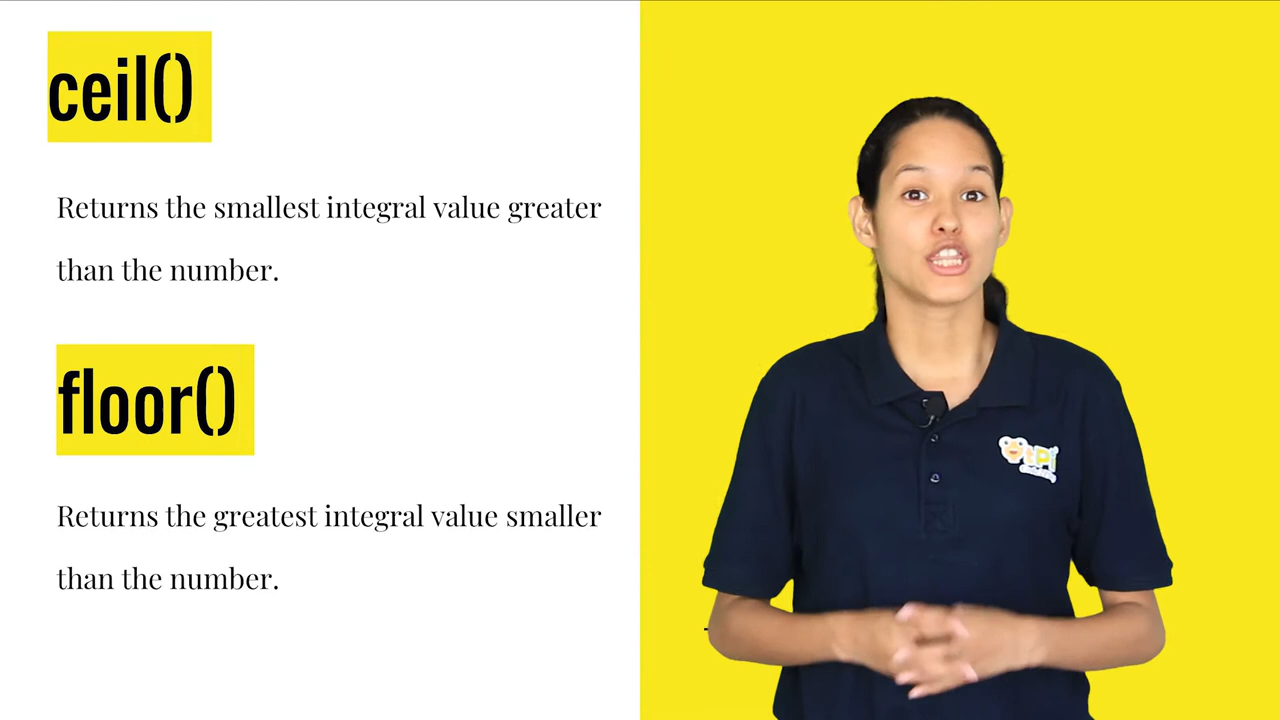 ceil()
Returns the smallest integral value greater
than the number.
floor()
Returns the greatest integral value smaller
than the number.